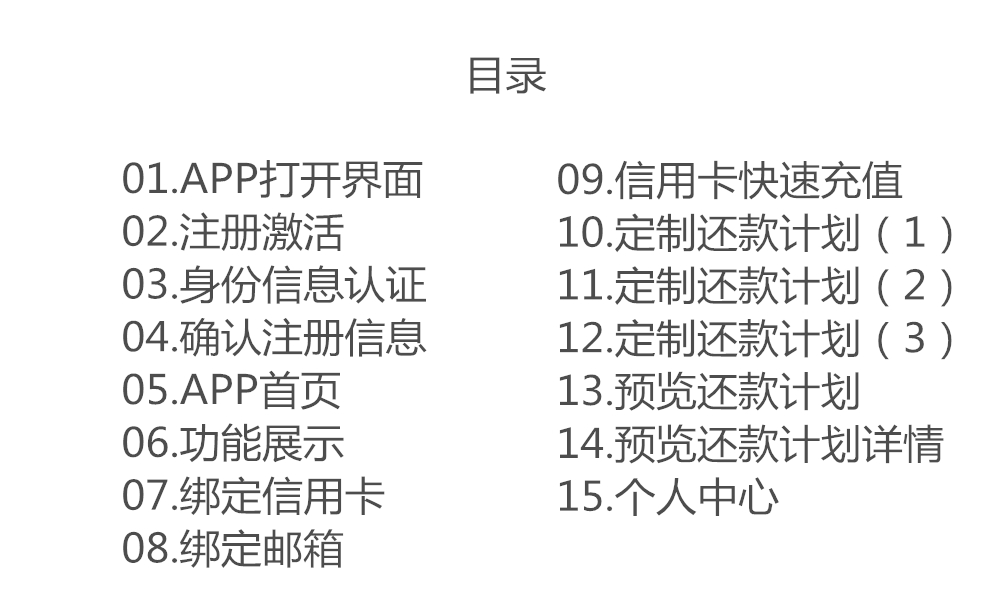 目录
01.APP打开界面
02.注册激活
03.身份信息认证
04.确认注册信息
05.APP首页
06.功能展示
07.绑定信用卡
08.绑定邮箱
09.信用卡快速充值
10.定制还款计划（1）
11.定制还款计划（2）
12.定制还款计划（3）
13.预览还款计划
14.预览还款计划详情
15.个人中心